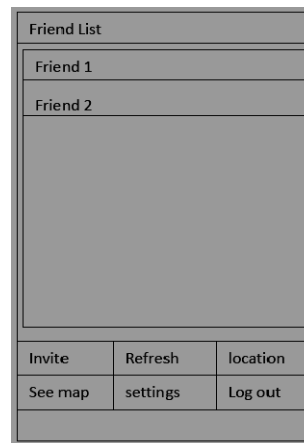 Friend List
Friend 1
Friend 2
Invite Refresh location
See map settings Log out